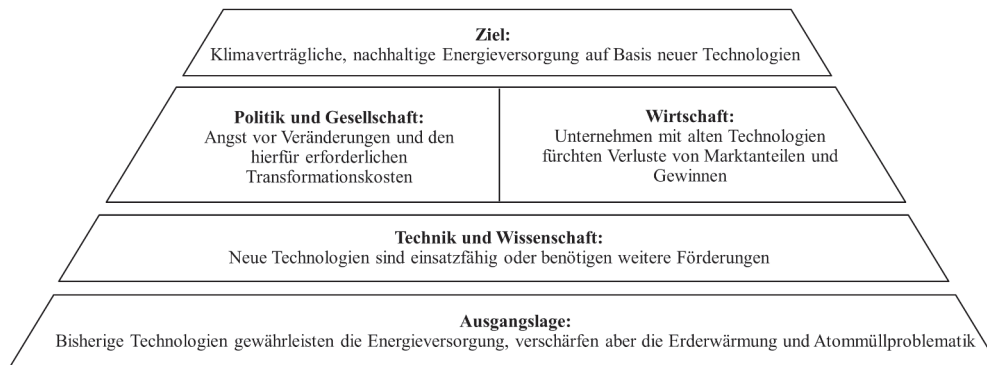 Ziel:
Klimaverträgliche, nachhaltige Energieversorgung auf Basis neuer Technologien
Politik und Gesellschaft:
Angst vor Veränderungen und den
hierfür erforderlichen
Transformationskosten
Wirtschaft:
Unternehmen mit alten Technologien
fürchten Verluste von Marktanteilen und
Gewinnen
Technik und Wissenschaft:
Neue Technologien sind einsatzfähig oder benötigen weitere Förderungen
Ausgangslage:
Bisherige Technologien gewährleisten die Energieversorgung, verschärfen aber die Erderwärmung und Atommüllproblematik